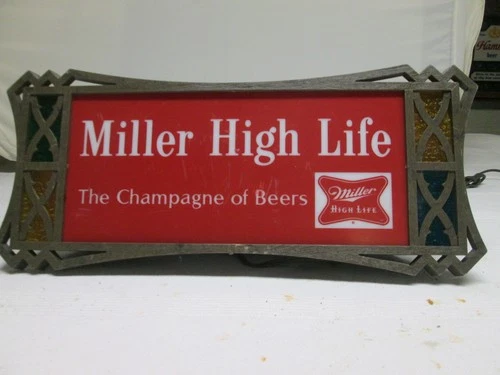 Miller High Life
The Champagne of Beers
Miller
HIGH LIFE